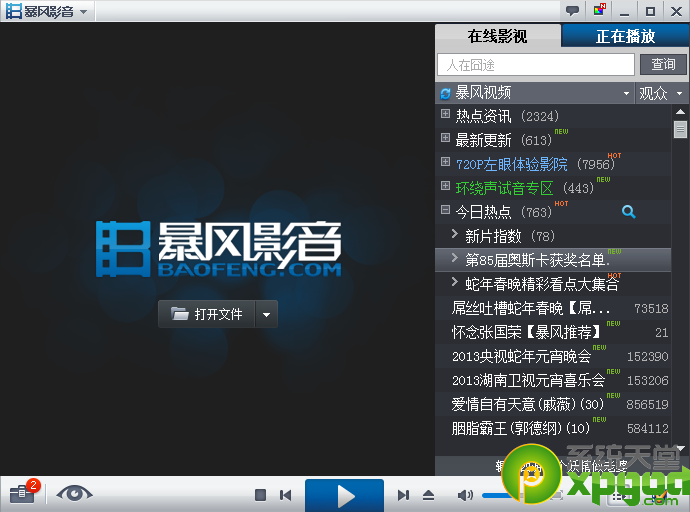 暴风影音
在线影视
正在播放
人在囧途
查询
暴风视频
观众
热点资讯 (2324)
最新更新 (613) NEW
720P左眼体验影院 (7956) HOT
环绕声试音专区 (443) NEW
今日热点 (763) HOT
新片指数 (78)
第85届奥斯卡获奖名单. NEW
蛇年春晚精彩看点大集合 HOT
屌丝吐槽蛇年春晚【屌... 73518
怀念张国荣【暴风推荐】 NEW 21
2013央视蛇年元宵晚会 NEW 152390
2013湖南卫视元宵喜乐会 NEW 153206
爱情自有天意(戚薇)(30) NEW 856519
胭脂霸王(郭德纲)(10) NEW 584112
暴风影音
BAOFENG.COM
打开文件
个妖精做老婆
系统天堂
xpgod
2